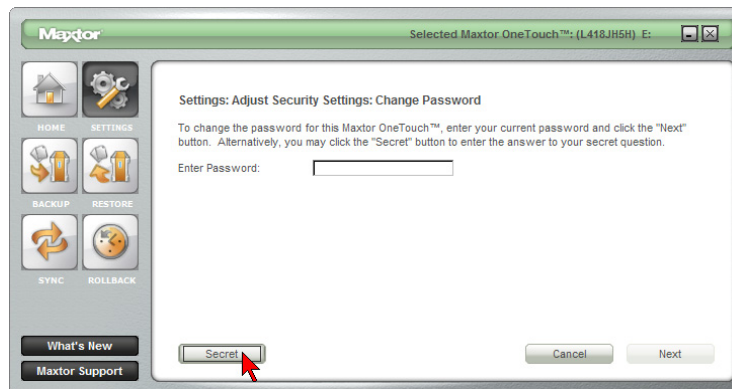 Maxtor
Selected Maxtor OneTouch™: (L418JH5H) E:
HOME SETTINGS
BACKUP RESTORE
SYNC ROLLBACK
What's New
Maxtor Support
Settings: Adjust Security Settings: Change Password
To change the password for this Maxtor OneTouch™, enter your current password and click the "Next"
button. Alternatively, you may click the "Secret" button to enter the answer to your secret question.
Enter Password:
Secret
Cancel
Next